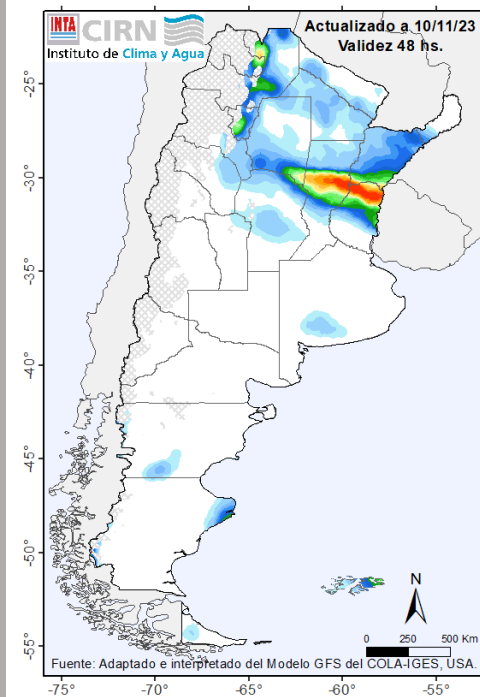 INTA CIRN
Instituto de Clima y Agua
Actualizado a 10/11/23
Validez 48 hs.
-25°
-30°
-35°
-40°
-45°
-50°
-55°
N
0 250 500 Km
Fuente: Adaptado e interpretado del Modelo GFS del COLA-IGES, USA.
-75° -70° -65° -60° -55°